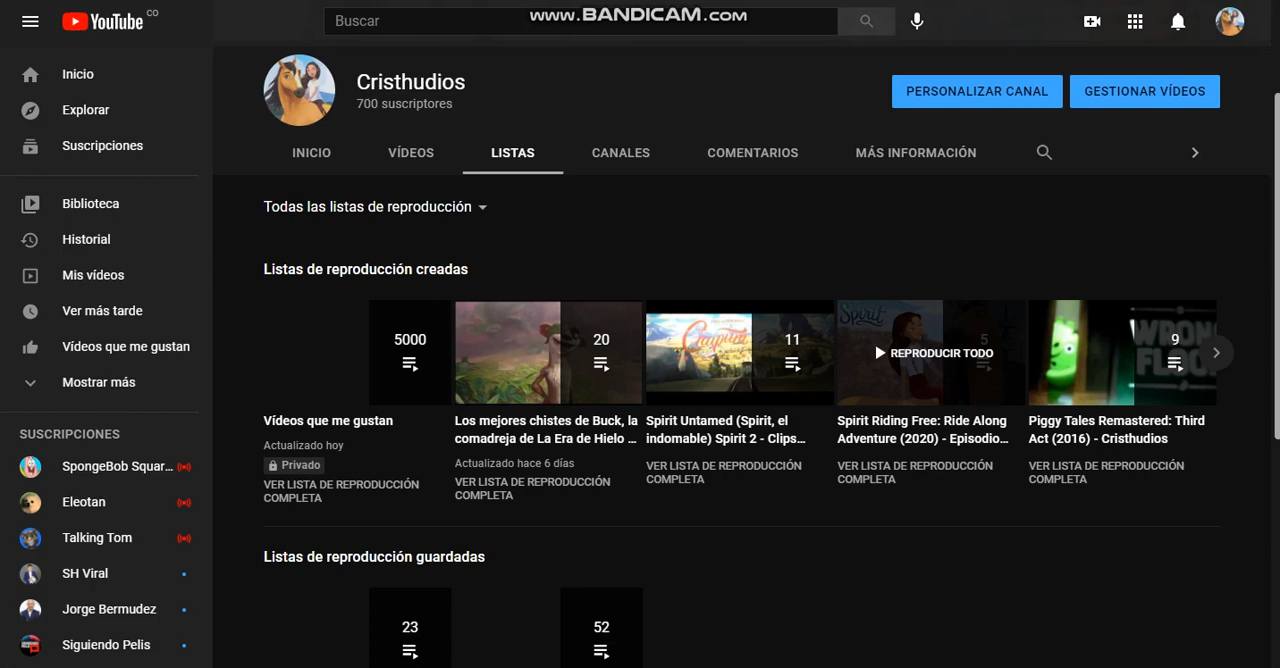 YouTube CO
Buscar
www.BANDICAM.com
Inicio
Explorar
Suscripciones
Biblioteca
Historial
Mis vídeos
Ver más tarde
Vídeos que me gustan
Mostrar más
SUSCRIPCIONES
SpongeBob Squar...
Eleotan
Talking Tom
SH Viral
Jorge Bermudez
Siguiendo Pelis
Cristhudios
700 suscriptores
PERSONALIZAR CANAL
GESTIONAR VÍDEOS
INICIO
VÍDEOS
LISTAS
CANALES
COMENTARIOS
MÁS INFORMACIÓN
Todas las listas de reproducción
Listas de reproducción creadas
5000
Vídeos que me gustan
Actualizado hoy
Privado
VER LISTA DE REPRODUCCIÓN
COMPLETA
20
Los mejores chistes de Buck, la
comadreja de La Era de Hielo ...
Actualizado hace 6 días
VER LISTA DE REPRODUCCIÓN
COMPLETA
11
Spirit Untamed (Spirit, el
indomable) Spirit 2 - Clips...
VER LISTA DE REPRODUCCIÓN
COMPLETA
Spirit
5
REPRODUCIR TODO
Spirit Riding Free: Ride Along
Adventure (2020) - Episodio...
VER LISTA DE REPRODUCCIÓN
COMPLETA
WRONG
9
Piggy Tales Remastered: Third
Act (2016) - Cristhudios
VER LISTA DE REPRODUCCIÓN
COMPLETA
Listas de reproducción guardadas
23
52